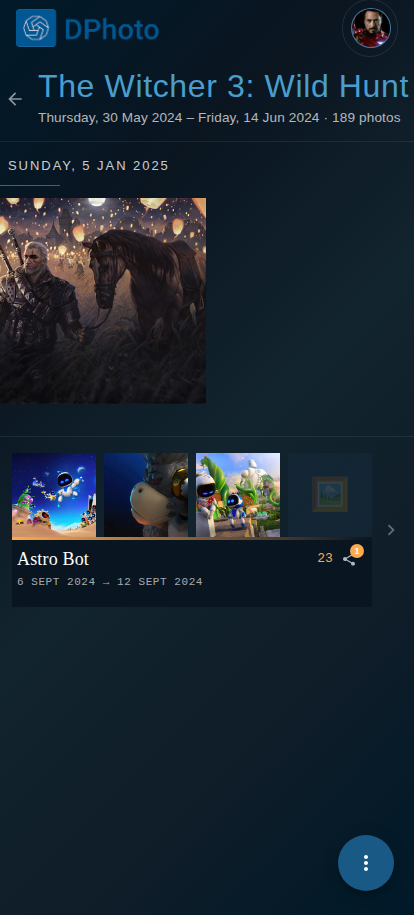 DPhoto
The Witcher 3: Wild Hunt
Thursday, 30 May 2024 – Friday, 14 Jun 2024 · 189 photos
SUNDAY, 5 JAN 2025
Astro Bot
23
1
6 SEPT 2024 → 12 SEPT 2024